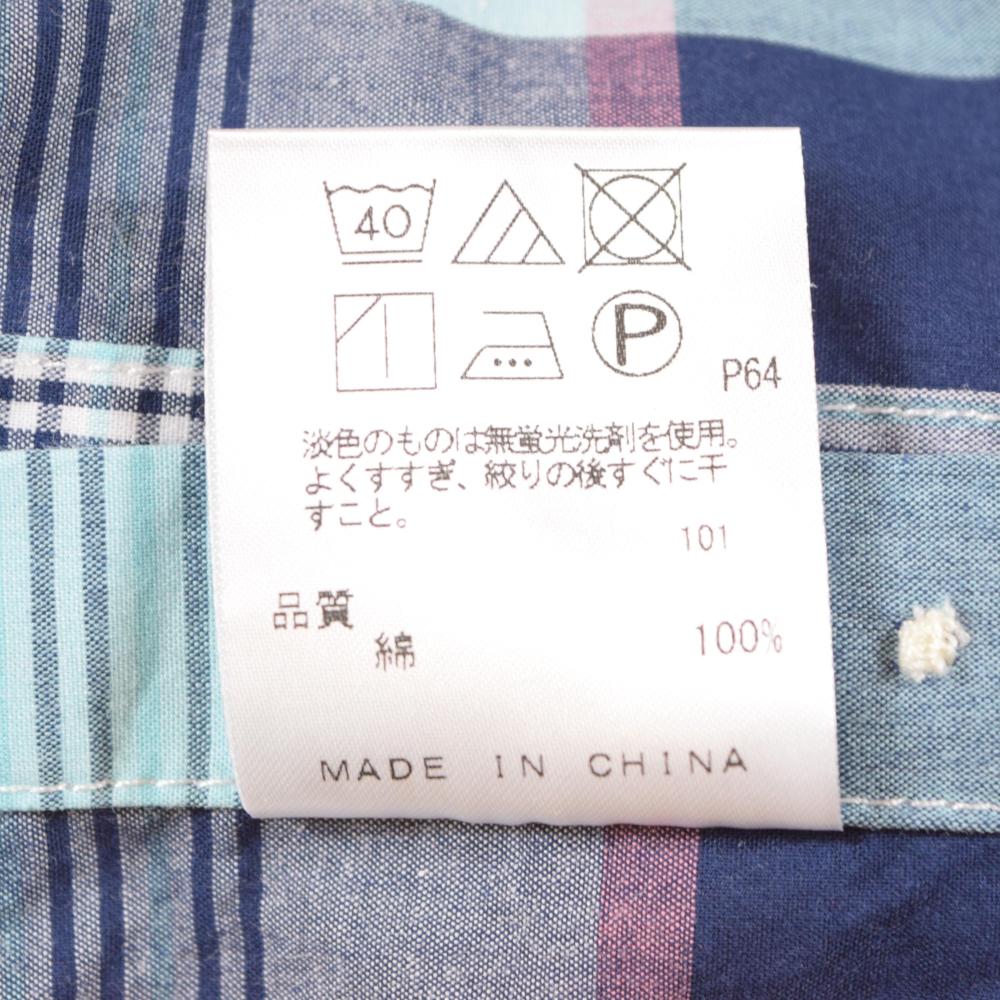 40
P
P64
淡色のものは無蛍光洗剤を使用。
よくすすぎ、絞りの後すぐに干
すこと。
101
品質
綿 100%
MADE IN CHINA